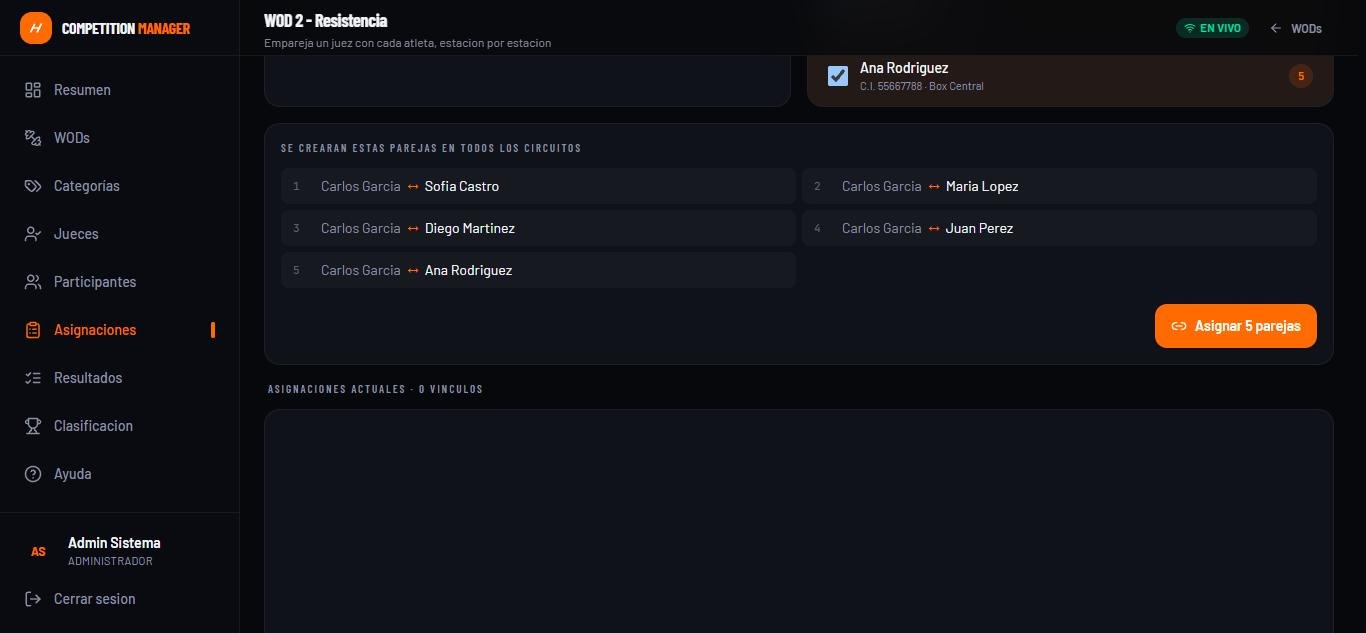 COMPETITION MANAGER
Resumen
WODs
Categorías
Jueces
Participantes
Asignaciones
Resultados
Clasificacion
Ayuda
AS
Admin Sistema
ADMINISTRADOR
Cerrar sesion
WOD 2 - Resistencia
Empareja un juez con cada atleta, estacion por estacion
EN VIVO
WODs
Ana Rodriguez
C.I. 55667788 · Box Central
5
SE CREARAN ESTAS PAREJAS EN TODOS LOS CIRCUITOS
1 Carlos Garcia ↔ Sofia Castro
2 Carlos Garcia ↔ Maria Lopez
3 Carlos Garcia ↔ Diego Martinez
4 Carlos Garcia ↔ Juan Perez
5 Carlos Garcia ↔ Ana Rodriguez
Asignar 5 parejas
ASIGNACIONES ACTUALES · 0 VINCULOS